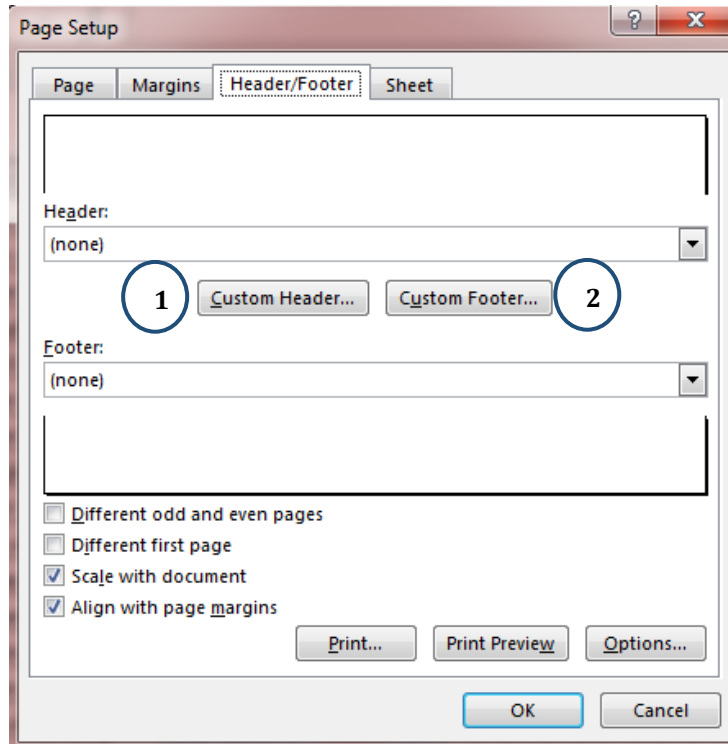 Page Setup
Page Margins Header/Footer Sheet
Header:
(none)
1 Custom Header... Custom Footer... 2
Footer:
(none)
Different odd and even pages
Different first page
Scale with document
Align with page margins
Print... Print Preview Options...
OK Cancel